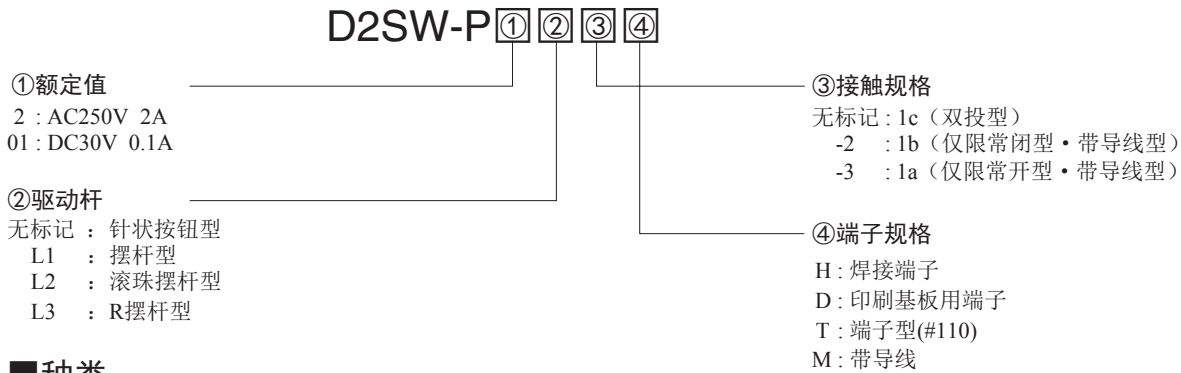 D2SW-P①②③④
①额定值
2 : AC250V 2A
01 : DC30V 0.1A
②驱动杆
无标记 ：针状按钮型
L1 ：摆杆型
L2 ：滚珠摆杆型
L3 ：R摆杆型
③接触规格
无标记 : 1c（双投型）
-2 : 1b（仅限常闭型・带导线型）
-3 : 1a（仅限常开型・带导线型）
④端子规格
H : 焊接端子
D : 印刷基板用端子
T : 端子型(#110)
M : 带导线
■种类